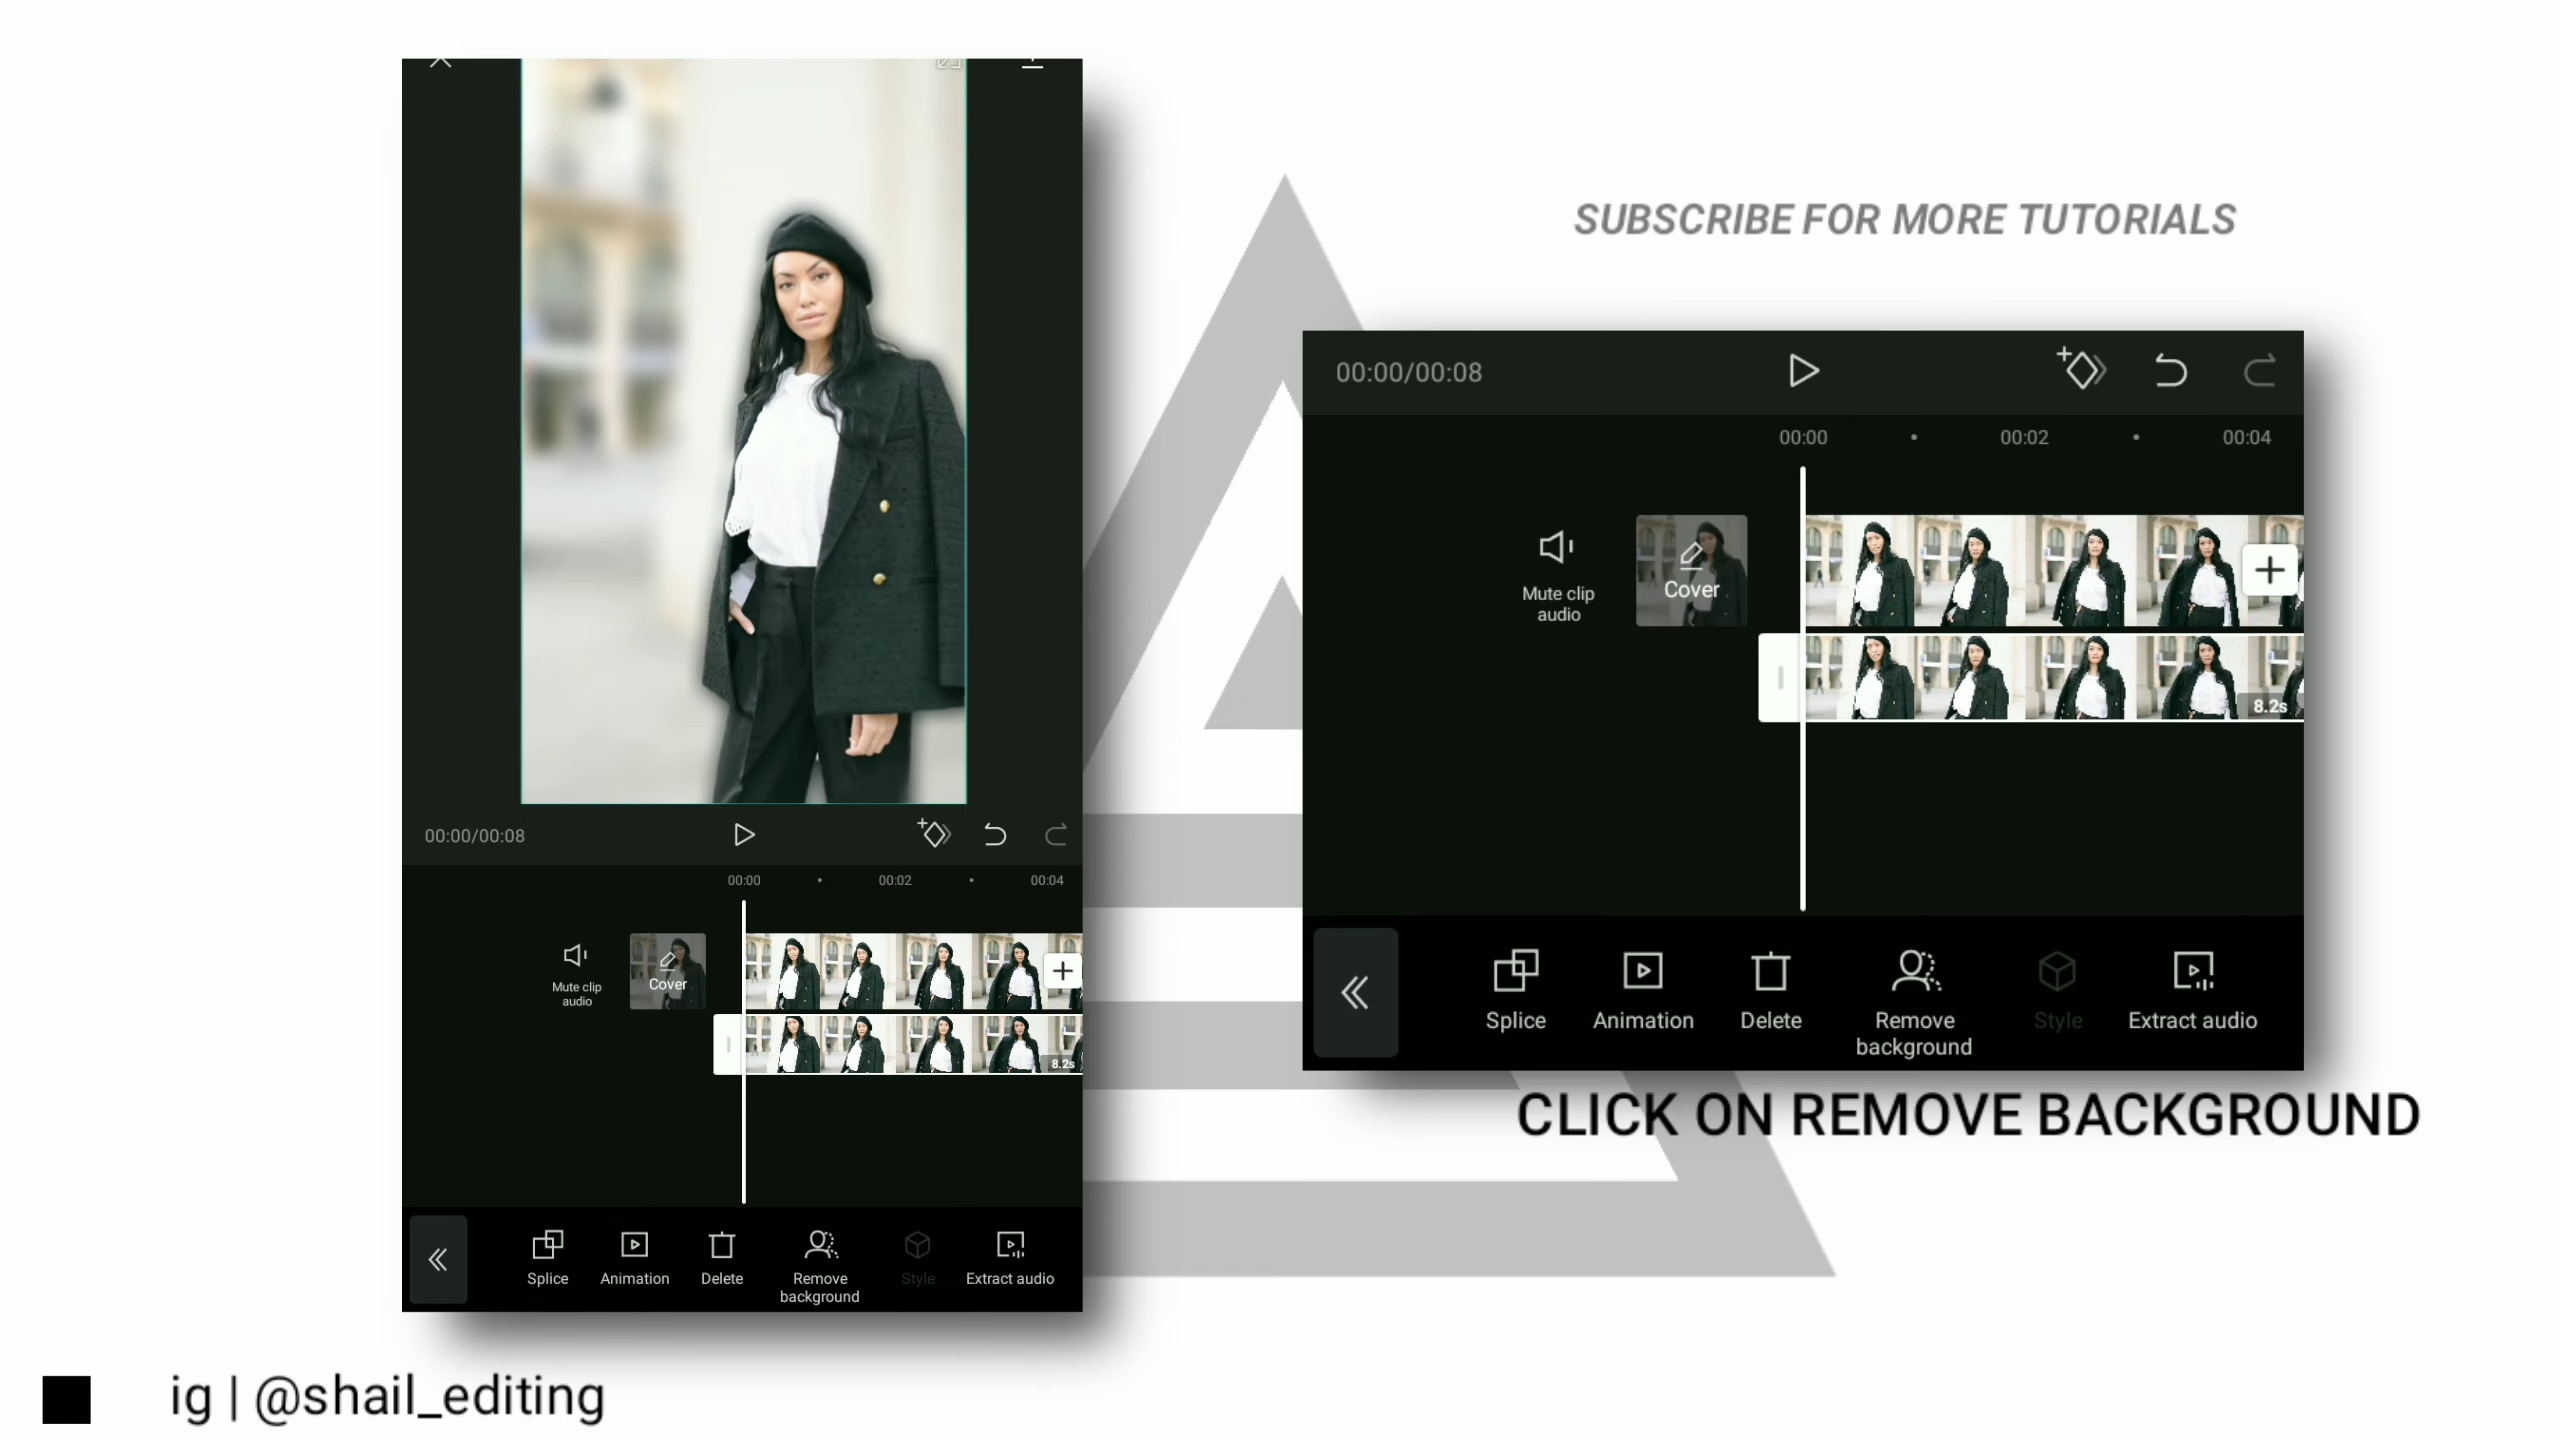 SUBSCRIBE FOR MORE TUTORIALS
00:00/00:08
00:00
00:02
00:04
Mute clip
audio
Cover
8.2s
Splice
Animation
Delete
Remove
background
Style
Extract audio
00:00/00:08
00:00
00:02
00:04
Mute clip
audio
Cover
8.2s
Splice
Animation
Delete
Remove
background
Style
Extract audio
CLICK ON REMOVE BACKGROUND
ig | @shail_editing